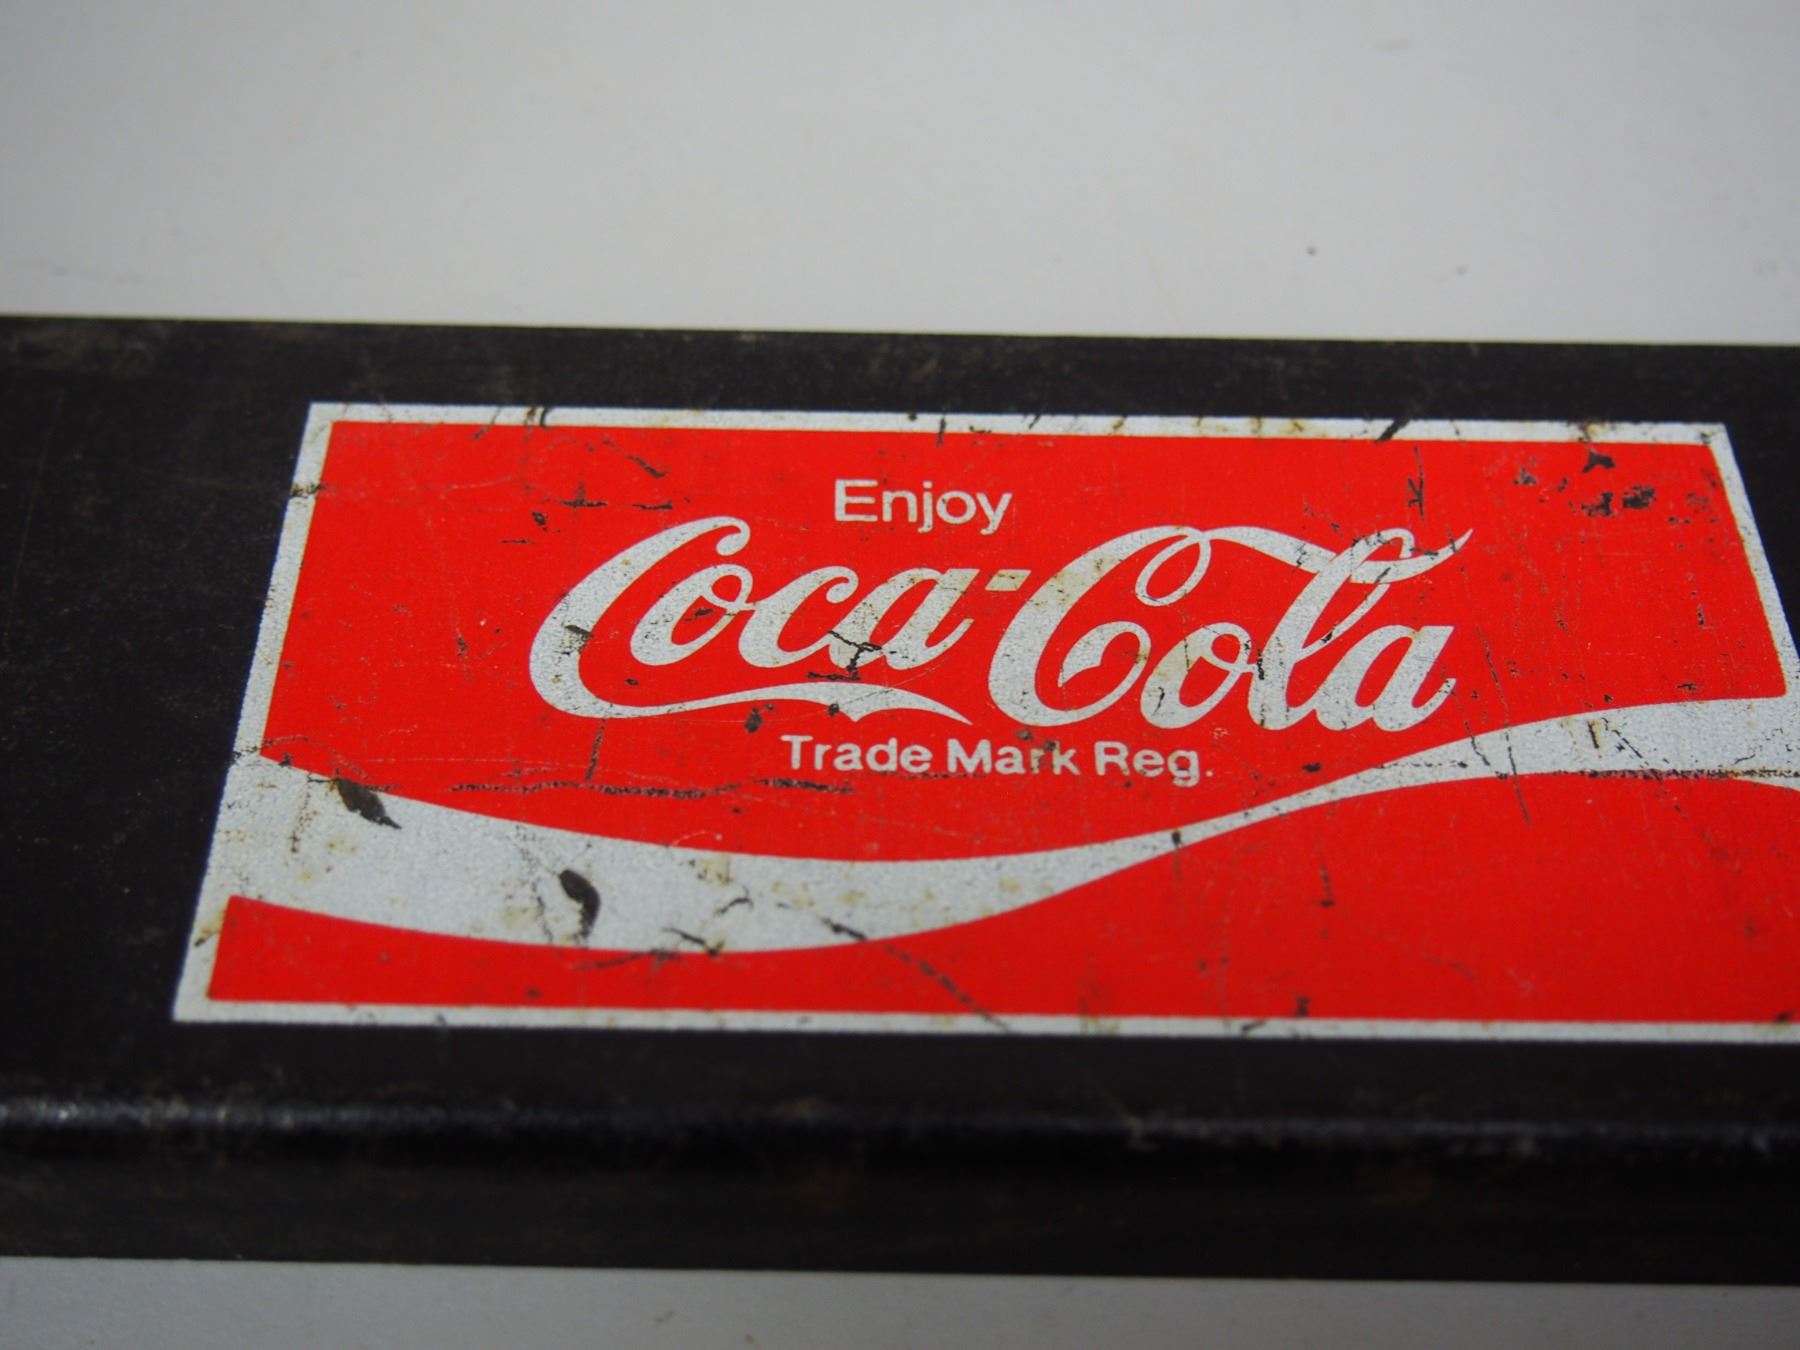 Enjoy
Coca-Cola
Trade Mark Reg.